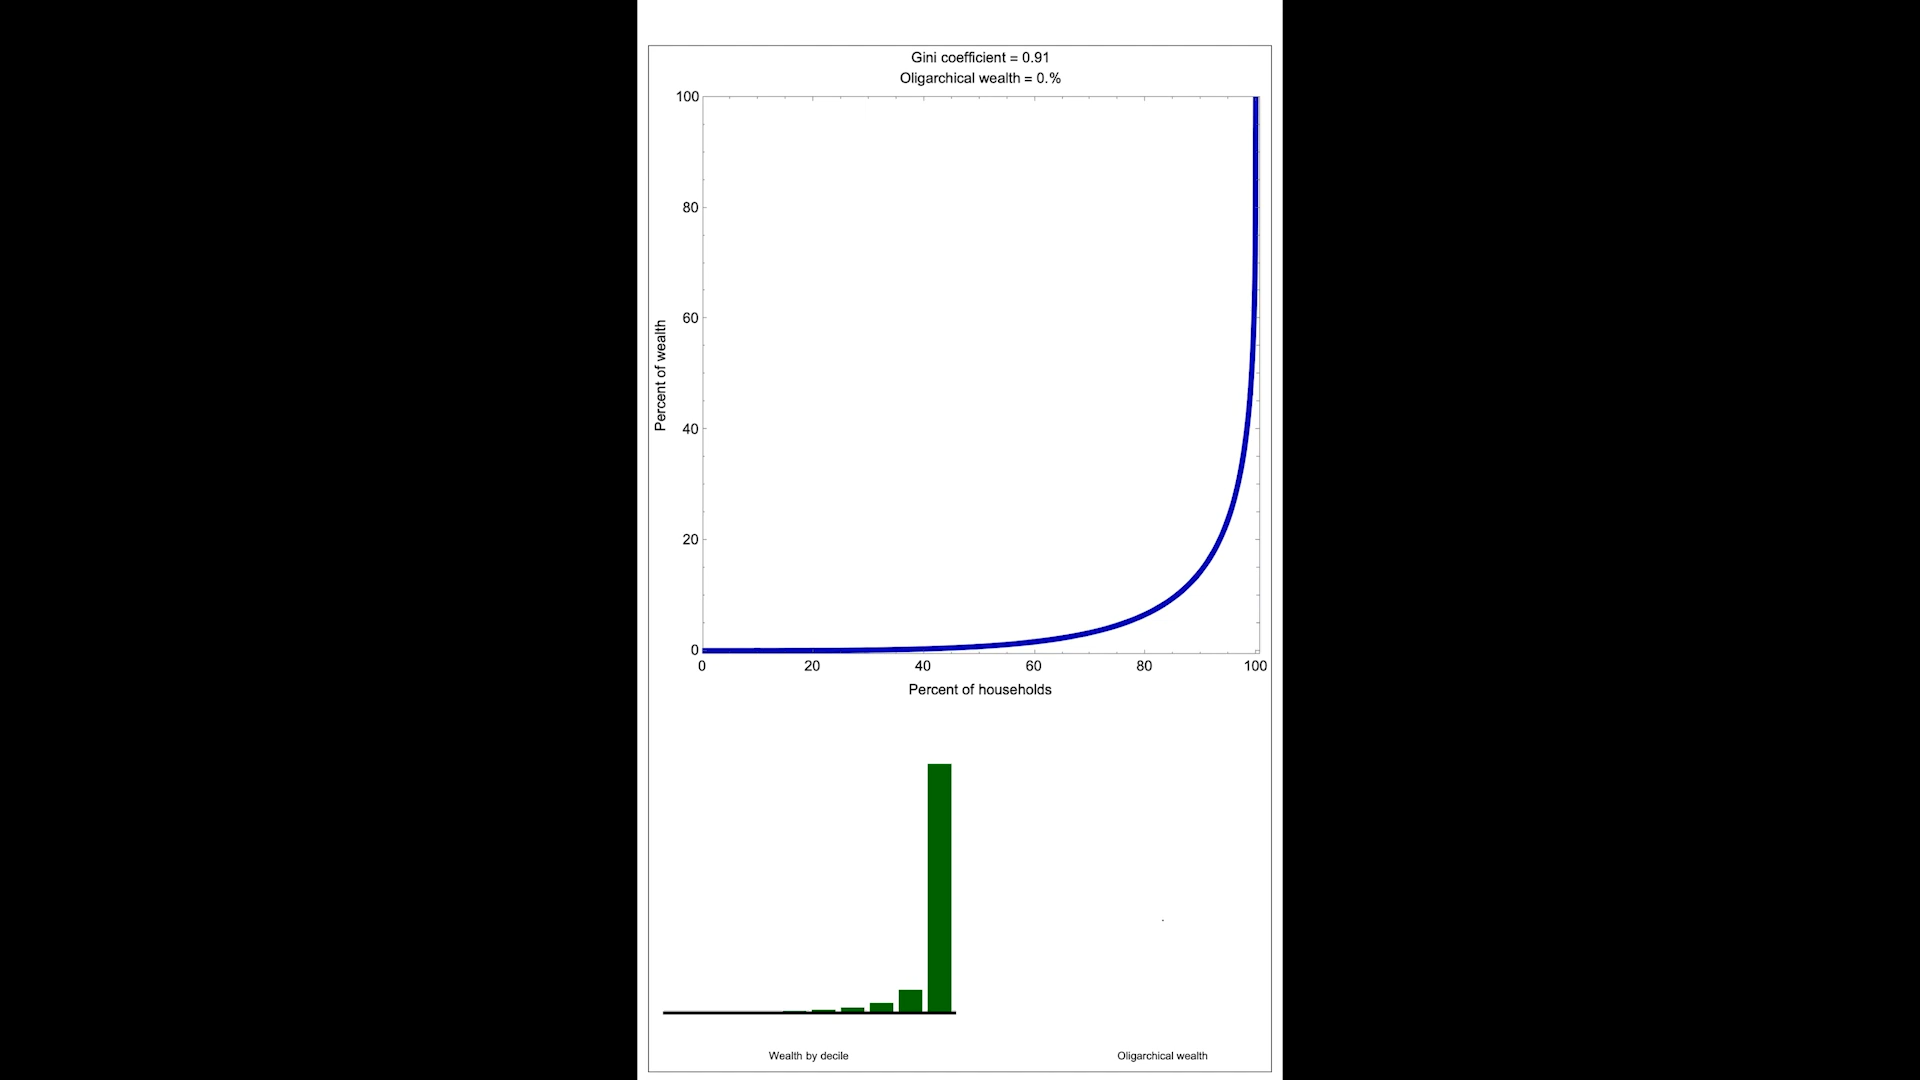 Gini coefficient = 0.91
Oligarchical wealth = 0.%
100
80
60
40
20
0
Percent of wealth
0 20 40 60 80 100
Percent of households
Wealth by decile
Oligarchical wealth